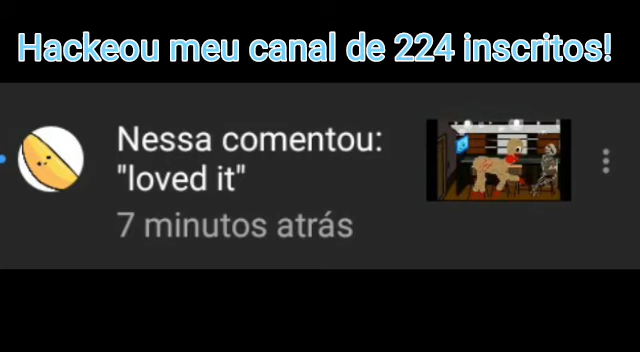 Hackeou meu canal de 224 inscritos!
Nessa comentou:
"loved it"
7 minutos atrás